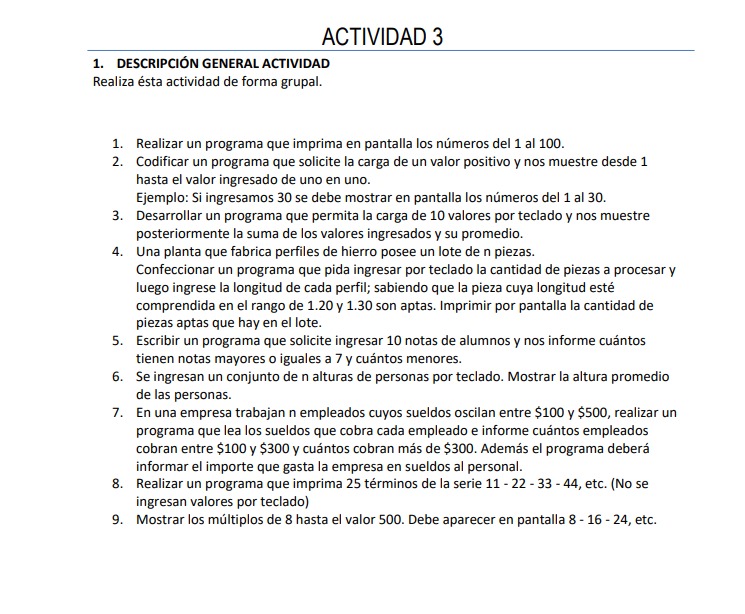 ACTIVIDAD 3
1. DESCRIPCIÓN GENERAL ACTIVIDAD
Realiza ésta actividad de forma grupal.
1. Realizar un programa que imprima en pantalla los números del 1 al 100.
2. Codificar un programa que solicite la carga de un valor positivo y nos muestre desde 1
hasta el valor ingresado de uno en uno.
Ejemplo: Si ingresamos 30 se debe mostrar en pantalla los números del 1 al 30.
3. Desarrollar un programa que permita la carga de 10 valores por teclado y nos muestre
posteriormente la suma de los valores ingresados y su promedio.
4. Una planta que fabrica perfiles de hierro posee un lote de n piezas.
Confeccionar un programa que pida ingresar por teclado la cantidad de piezas a procesar y
luego ingrese la longitud de cada perfil; sabiendo que la pieza cuya longitud esté
comprendida en el rango de 1.20 y 1.30 son aptas. Imprimir por pantalla la cantidad de
piezas aptas que hay en el lote.
5. Escribir un programa que solicite ingresar 10 notas de alumnos y nos informe cuántos
tienen notas mayores o iguales a 7 y cuántos menores.
6. Se ingresan un conjunto de n alturas de personas por teclado. Mostrar la altura promedio
de las personas.
7. En una empresa trabajan n empleados cuyos sueldos oscilan entre $100 y $500, realizar un
programa que lea los sueldos que cobra cada empleado e informe cuántos empleados
cobran entre $100 y $300 y cuántos cobran más de $300. Además el programa deberá
informar el importe que gasta la empresa en sueldos al personal.
8. Realizar un programa que imprima 25 términos de la serie 11 - 22 - 33 - 44, etc. (No se
ingresan valores por teclado)
9. Mostrar los múltiplos de 8 hasta el valor 500. Debe aparecer en pantalla 8 - 16 - 24, etc.